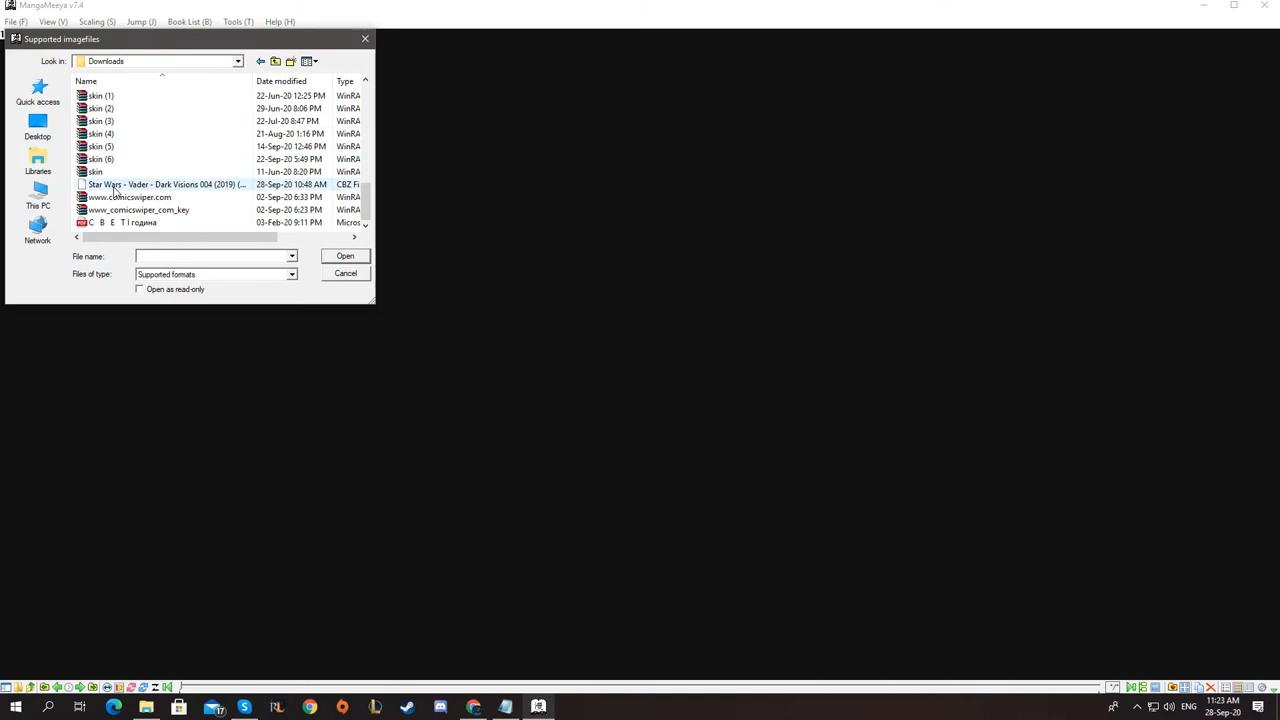 MangaMeeya v7.4
File (F) View (V) Scaling (S) Jump (J) Book List (B) Tools (T) Help (H)
Supported imagefiles
Look in: Downloads
Name Date modified Type
skin (1) 22-Jun-20 12:25 PM WinRA
skin (2) 29-Jun-20 8:06 PM WinRA
skin (3) 22-Jul-20 8:47 PM WinRA
skin (4) 21-Aug-20 1:16 PM WinRA
skin (5) 14-Sep-20 12:46 PM WinRA
skin (6) 22-Sep-20 5:49 PM WinRA
skin 11-Jun-20 8:20 PM WinRA
Star Wars - Vader - Dark Visions 004 (2019) (... 28-Sep-20 10:48 AM CBZ Fi
www.comicswiper.com 02-Sep-20 6:33 PM WinRA
www_comicswiper_com_key 02-Sep-20 6:23 PM WinRA
С В Е Т I година 03-Feb-20 9:11 PM Micros
Quick access
Desktop
Libraries
This PC
Network
File name: Open
Files of type: Supported formats Cancel
Open as read-only
17
ENG
11:23 AM
28-Sep-20